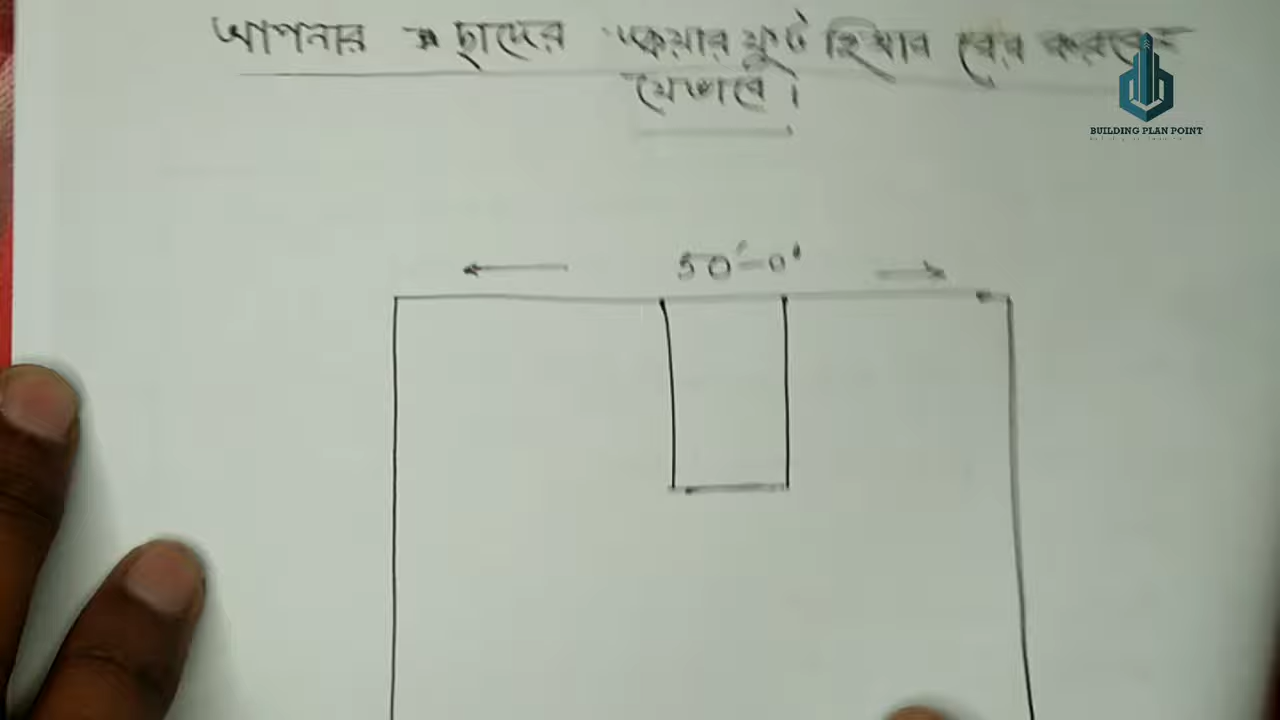 আপনার ছাদের স্কয়ার ফুট হিসাব বের করবেন
যেভাবে।
BUILDING PLAN POINT
50'-0"